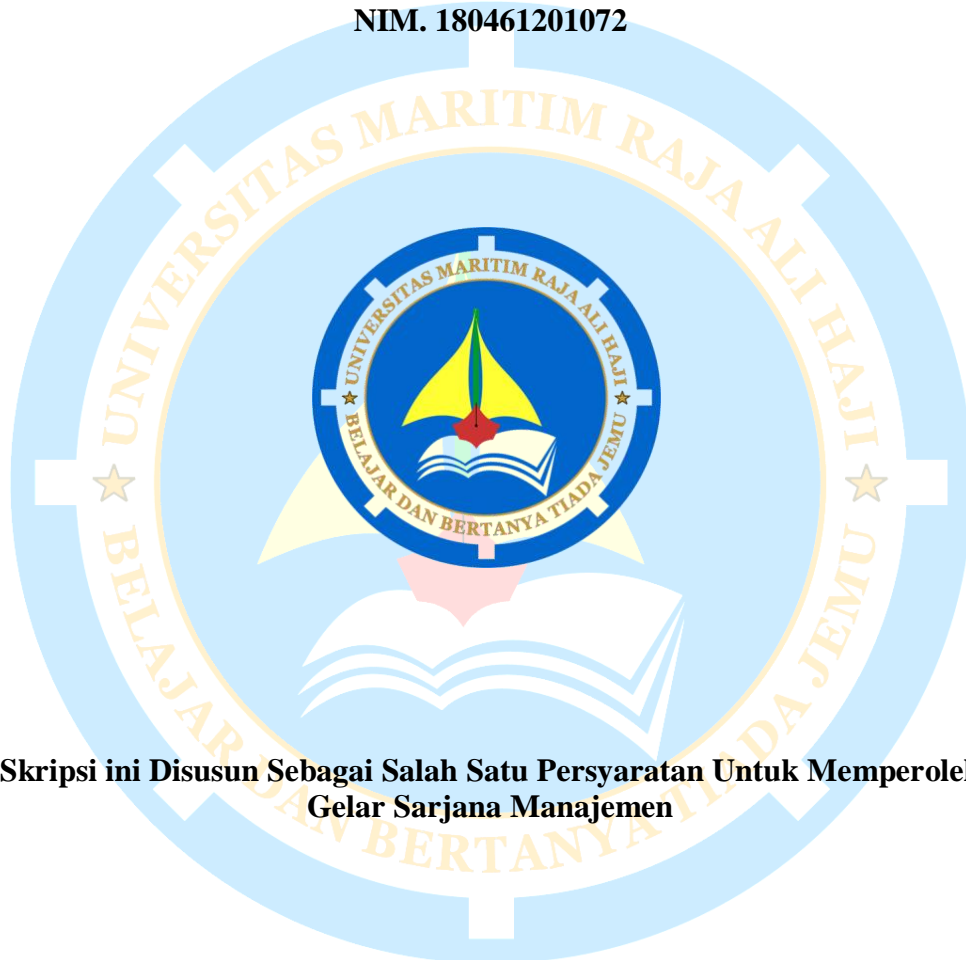 NIM. 180461201072
UNIVERSITAS MARITIM RAJA ALI HAJI
BELAJAR DAN BERTANYA TIADA JEMU
UNIVERSITAS MARITIM RAJA ALI HAJI
BELAJAR DAN BERTANYA TIADA JEMU
Skripsi ini Disusun Sebagai Salah Satu Persyaratan Untuk Memperoleh
Gelar Sarjana Manajemen